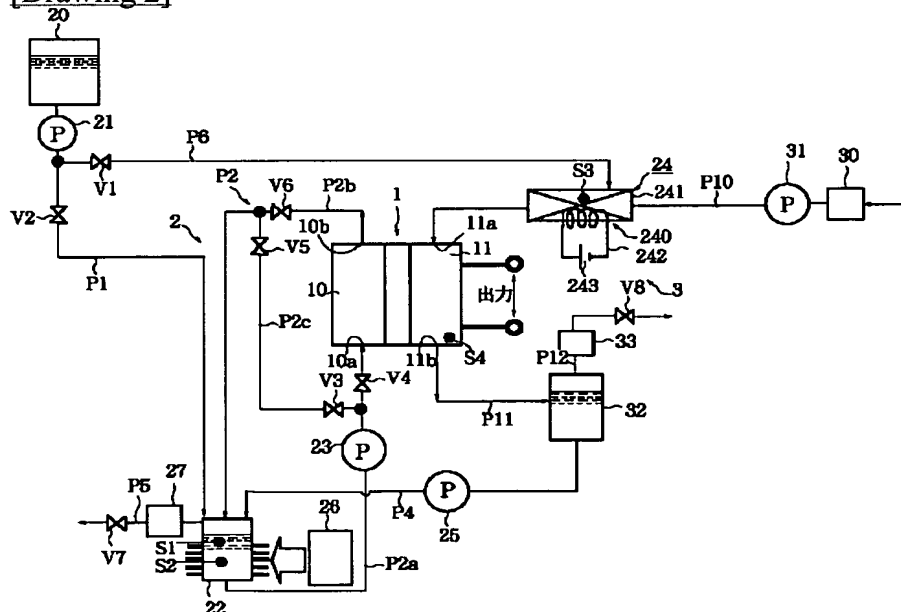 [Drawing 2]
20
P
21
P6
V1
V2
P1
2
P2
V6
P2b
10b
V5
P2c
1
11a
11
10
10a
11b
S4
出力
V3
V4
23
P
S3
24
241
240
242
243
3
P10
31
P
30
V8
33
P12
32
P11
P
25
P4
P5
27
V7
S1
S2
22
26
P2a